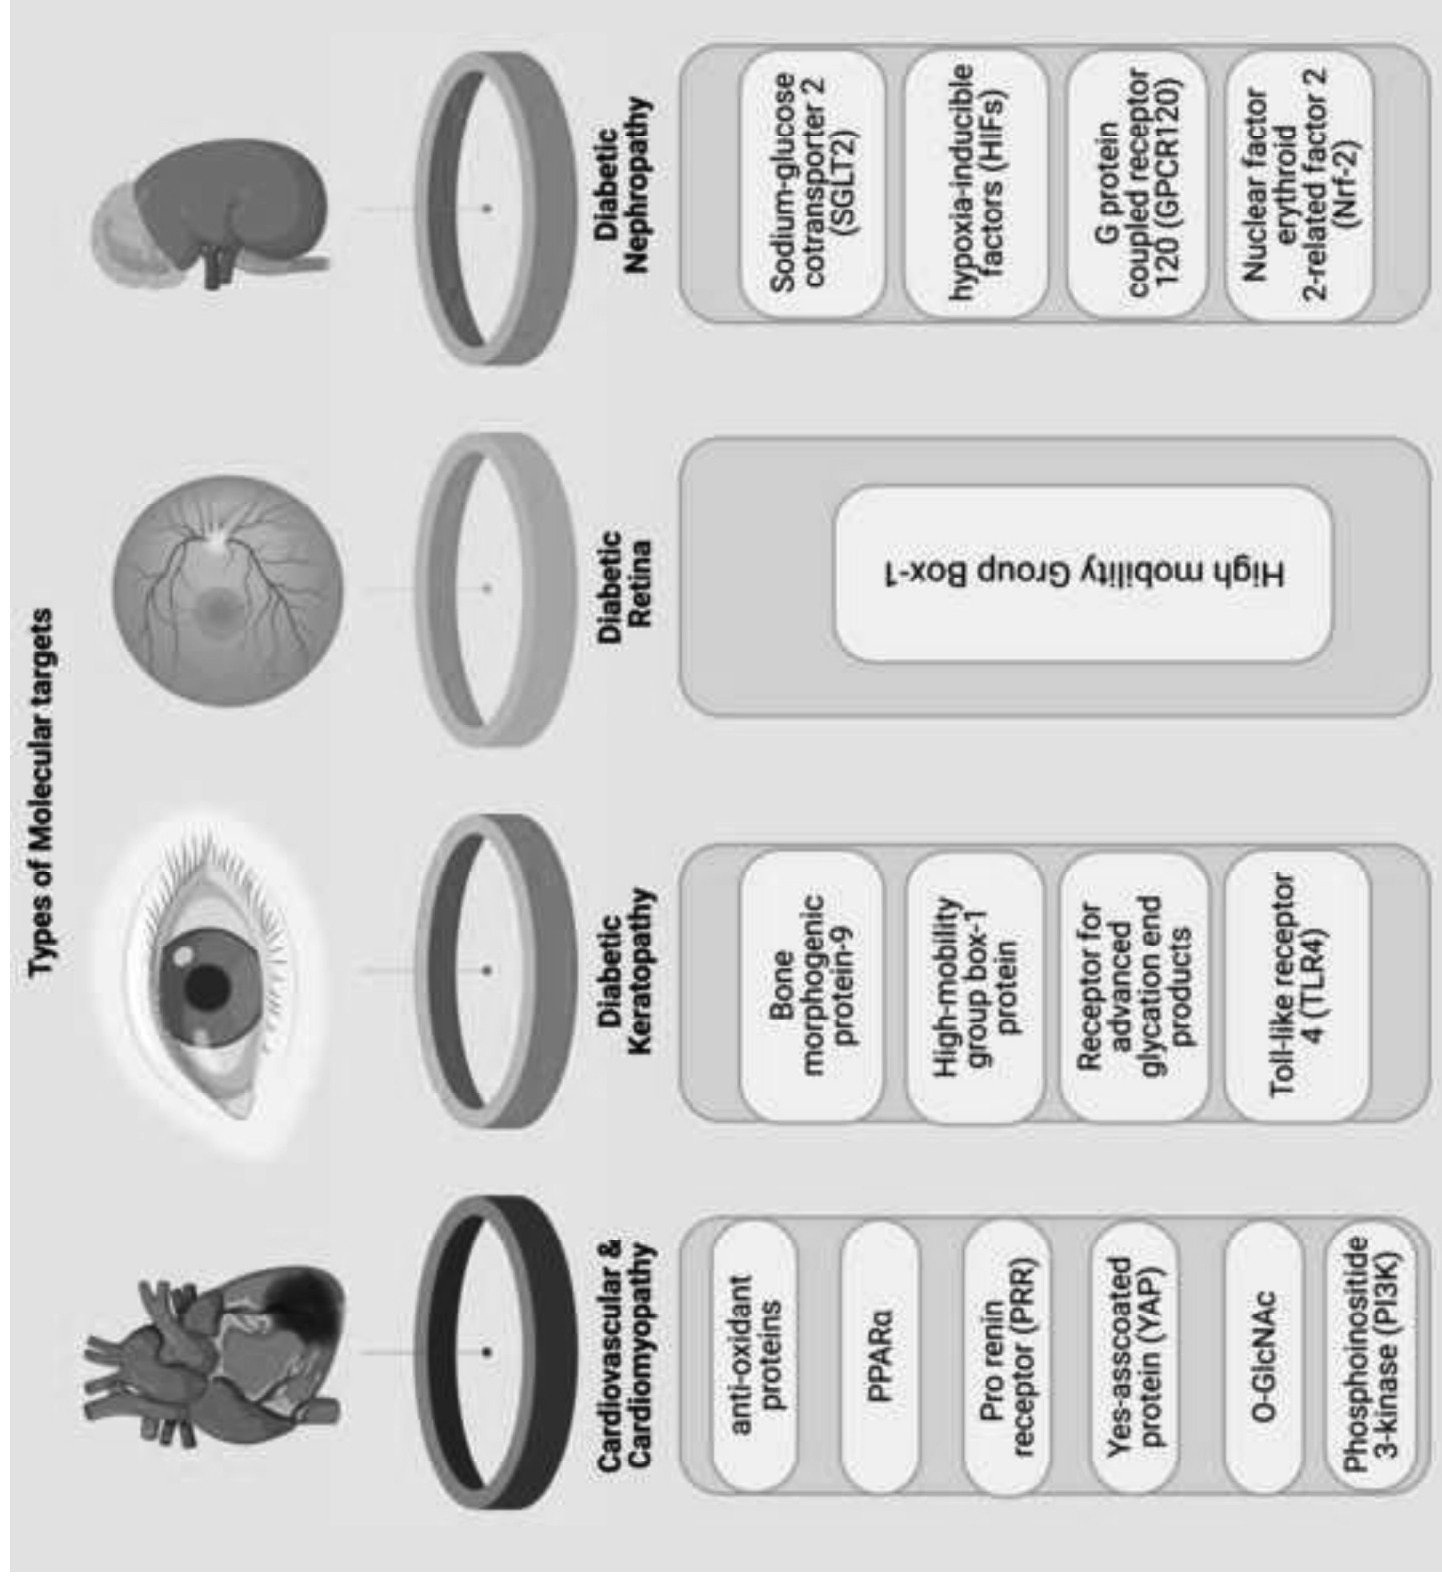 Types of Molecular targets
Cardiovascular &
Cardiomyopathy
anti-oxidant
proteins
PPARα
Pro renin
receptor (PRR)
Yes-asscoated
protein (YAP)
O-GlcNAc
Phosphoinositide
3-kinase (PI3K)
Diabetic
Keratopathy
Bone
morphogenic
protein-9
High-mobility
group box-1
protein
Receptor for
advanced
glycation end
products
Toll-like receptor
4 (TLR4)
Diabetic
Retina
High mobility Group Box-1
Diabetic
Nephropathy
Sodium-glucose
cotransporter 2
(SGLT2)
hypoxia-inducible
factors (HIFs)
G protein
coupled receptor
120 (GPCR120)
Nuclear factor
erythroid
2-related factor 2
(Nrf-2)